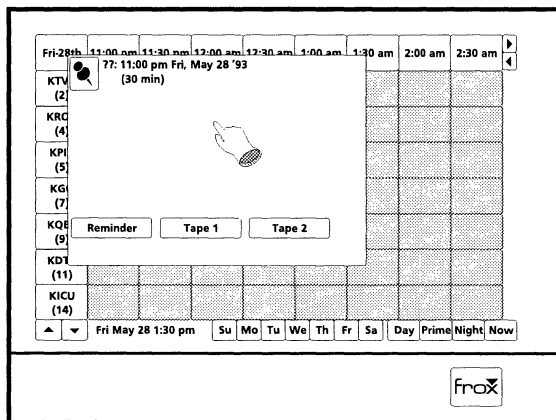 Fri-28th 11:00 pm 11:30 pm 12:00 am 12:30 am 1:00 am 1:30 am 2:00 am 2:30 am
??: 11:00 pm Fri, May 28 '93
(30 min)
KTV
(2)
KRO
(4)
KPI
(5)
KG
(7)
KQE
(9)
Reminder Tape 1 Tape 2
KDT
(11)
KICU
(14)
Fri May 28 1:30 pm Su Mo Tu We Th Fr Sa Day Prime Night Now
frox